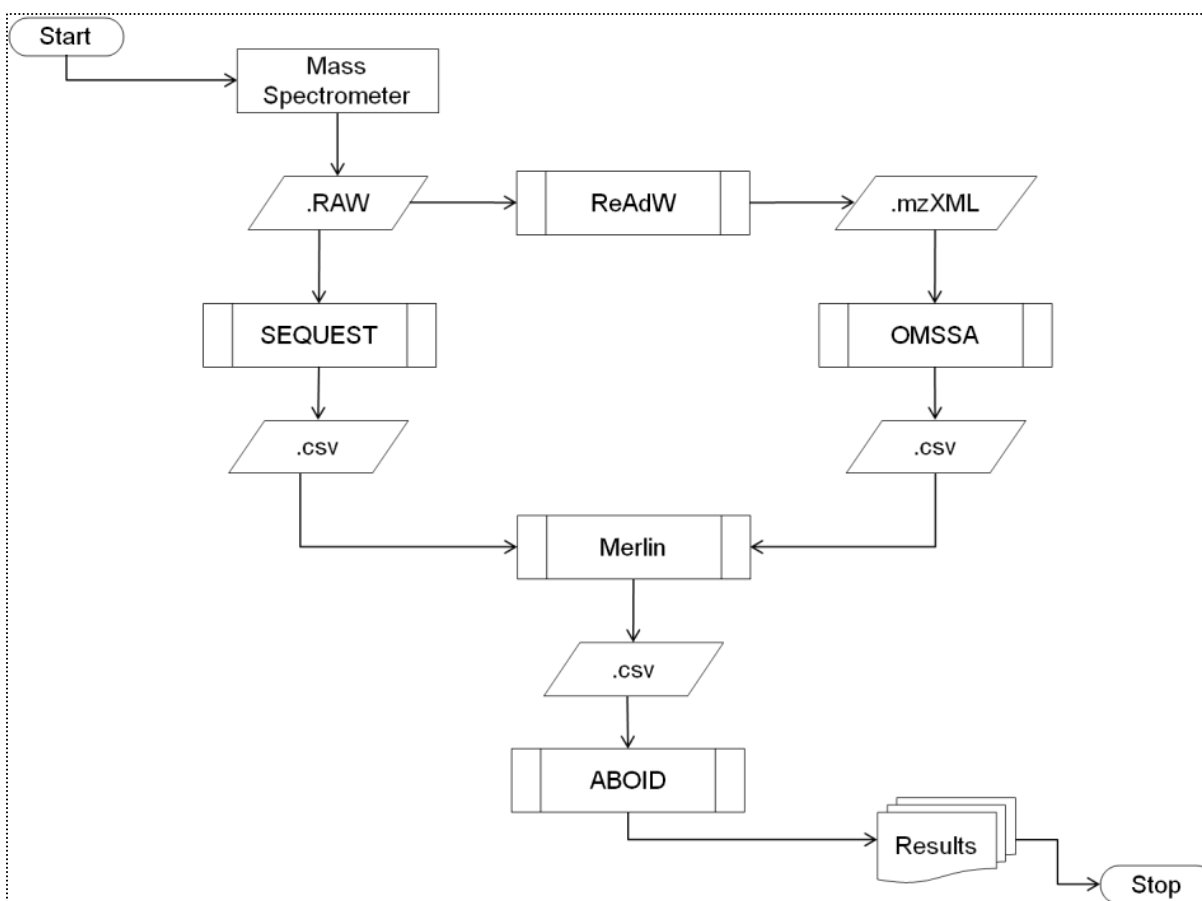 Start
Mass
Spectrometer
.RAW
ReAdW
.mzXML
SEQUEST
OMSSA
.csv
.csv
Merlin
.csv
ABOID
Results
Stop